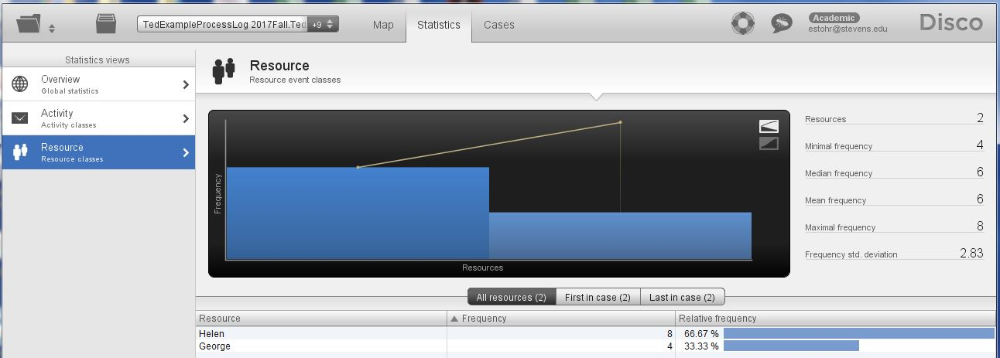 TedExampleProcessLog 2017Fall.Ted +9 Map Statistics Cases Academic estohr@stevens.edu Disco
Statistics views
Overview
Global statistics
Activity
Activity classes
Resource
Resource classes
Resource
Resource event classes
Frequency
Resources
Resources 2
Minimal frequency 4
Median frequency 6
Mean frequency 6
Maximal frequency 8
Frequency std. deviation 2.83
All resources (2) First in case (2) Last in case (2)
Resource Frequency Relative frequency
Helen 8 66.67 %
George 4 33.33 %